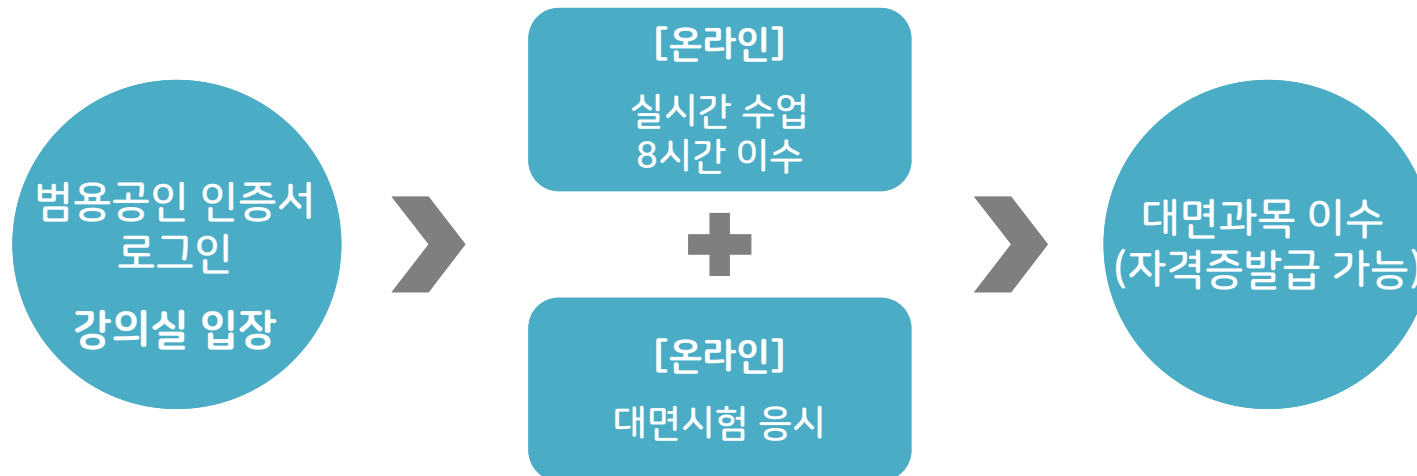 범용공인 인증서
로그인
강의실 입장
[온라인]
실시간 수업
8시간 이수
[온라인]
대면시험 응시
대면과목 이수
(자격증발급 가능)